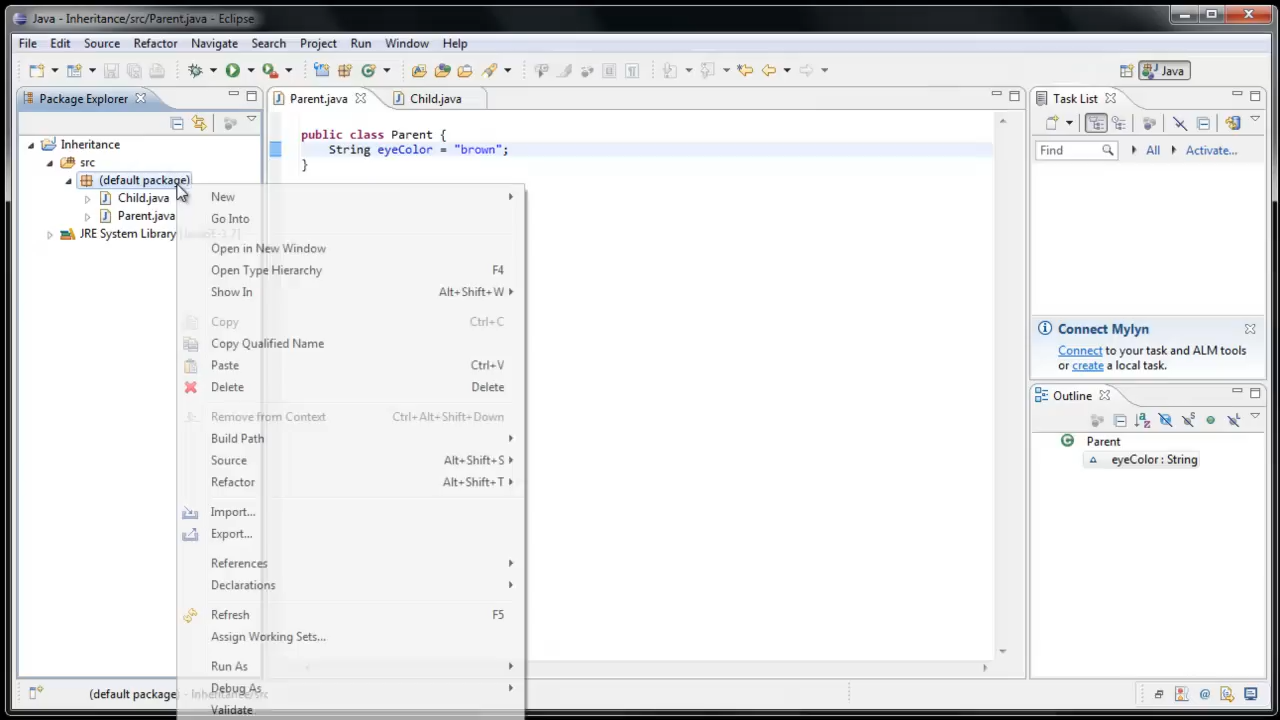 Java - Inheritance/src/Parent.java - Eclipse
File Edit Source Refactor Navigate Search Project Run Window Help
Java
Package Explorer
Inheritance
src
(default package)
Child.java
Parent.java
JRE System Library
New
Go Into
Open in New Window
Open Type Hierarchy F4
Show In Alt+Shift+W
Copy Ctrl+C
Copy Qualified Name
Paste Ctrl+V
Delete Delete
Remove from Context Ctrl+Alt+Shift+Down
Build Path
Source Alt+Shift+S
Refactor Alt+Shift+T
Import...
Export...
References
Declarations
Refresh F5
Assign Working Sets...
Run As
Debug As
Validate
Parent.java Child.java
public class Parent {
String eyeColor = "brown";
}
Task List
Find All Activate...
Connect Mylyn
Connect to your task and ALM tools
or create a local task.
Outline
Parent
eyeColor : String
(default package) - Inheritance/src